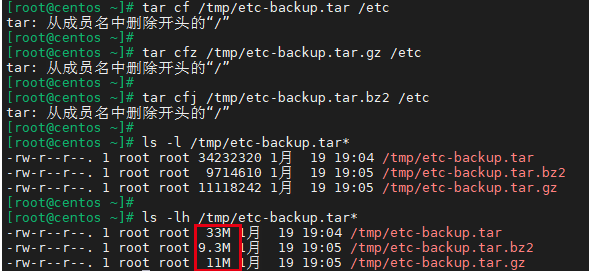 [root@centos ~]# tar cf /tmp/etc-backup.tar /etc
tar: 从成员名中删除开头的“/”
[root@centos ~]#
[root@centos ~]# tar cfz /tmp/etc-backup.tar.gz /etc
tar: 从成员名中删除开头的“/”
[root@centos ~]#
[root@centos ~]# tar cfj /tmp/etc-backup.tar.bz2 /etc
tar: 从成员名中删除开头的“/”
[root@centos ~]#
[root@centos ~]# ls -l /tmp/etc-backup.tar*
-rw-r--r--. 1 root root 34232320 1月  19 19:04 /tmp/etc-backup.tar
-rw-r--r--. 1 root root  9714610 1月  19 19:05 /tmp/etc-backup.tar.bz2
-rw-r--r--. 1 root root 11118242 1月  19 19:05 /tmp/etc-backup.tar.gz
[root@centos ~]#
[root@centos ~]# ls -lh /tmp/etc-backup.tar*
-rw-r--r--. 1 root root  33M 1月  19 19:04 /tmp/etc-backup.tar
-rw-r--r--. 1 root root 9.3M 1月  19 19:05 /tmp/etc-backup.tar.bz2
-rw-r--r--. 1 root root  11M 1月  19 19:05 /tmp/etc-backup.tar.gz